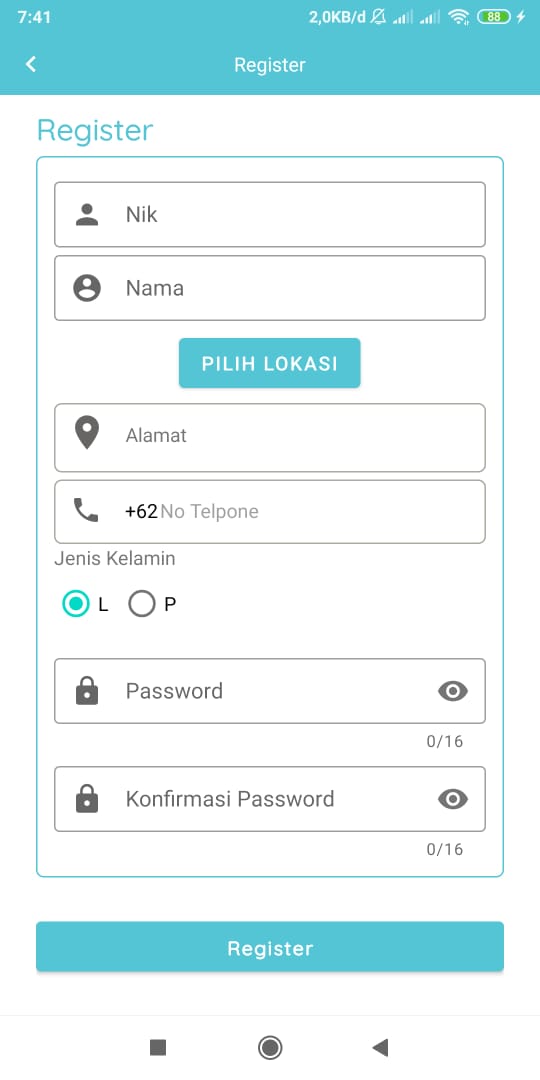 7:41 2,0KB/d 88
Register
Register
Nik
Nama
PILIH LOKASI
Alamat
+62 No Telpone
Jenis Kelamin
L P
Password
0/16
Konfirmasi Password
0/16
Register